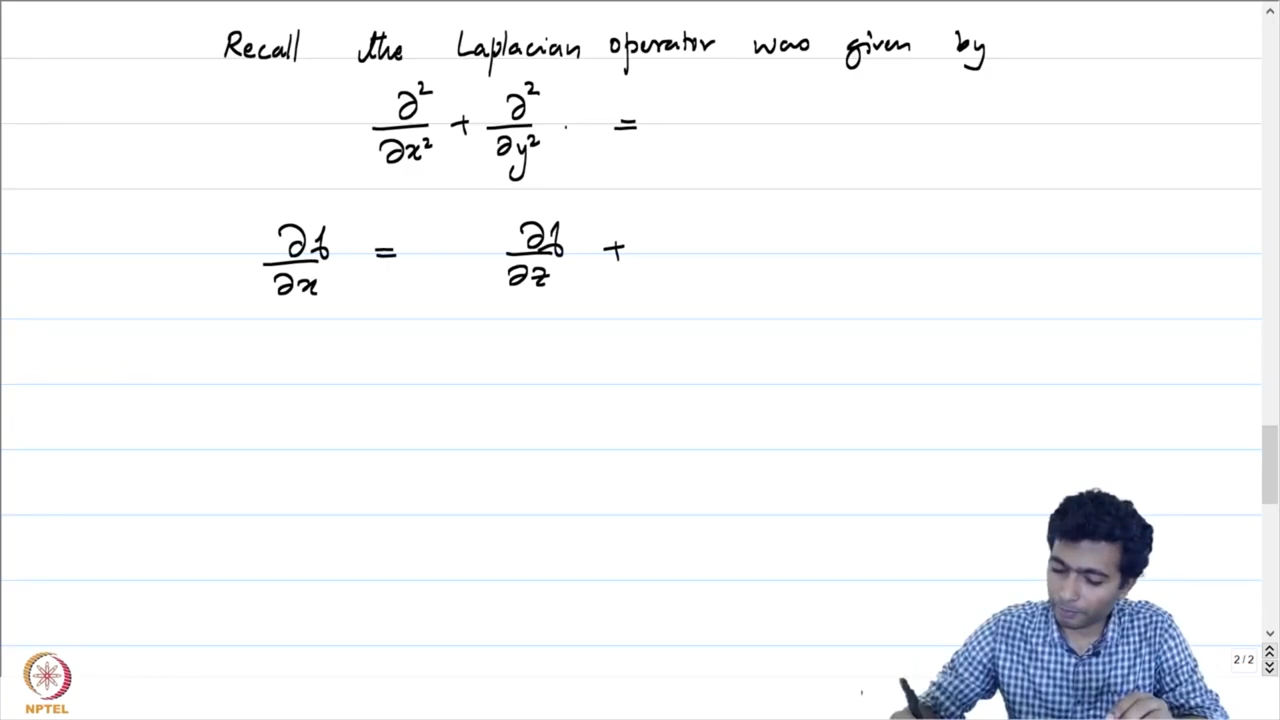 Recall the Laplacian operator was given by
∂²/∂x² + ∂²/∂y² =
∂f/∂x = ∂f/∂z +
2 / 2
NPTEL